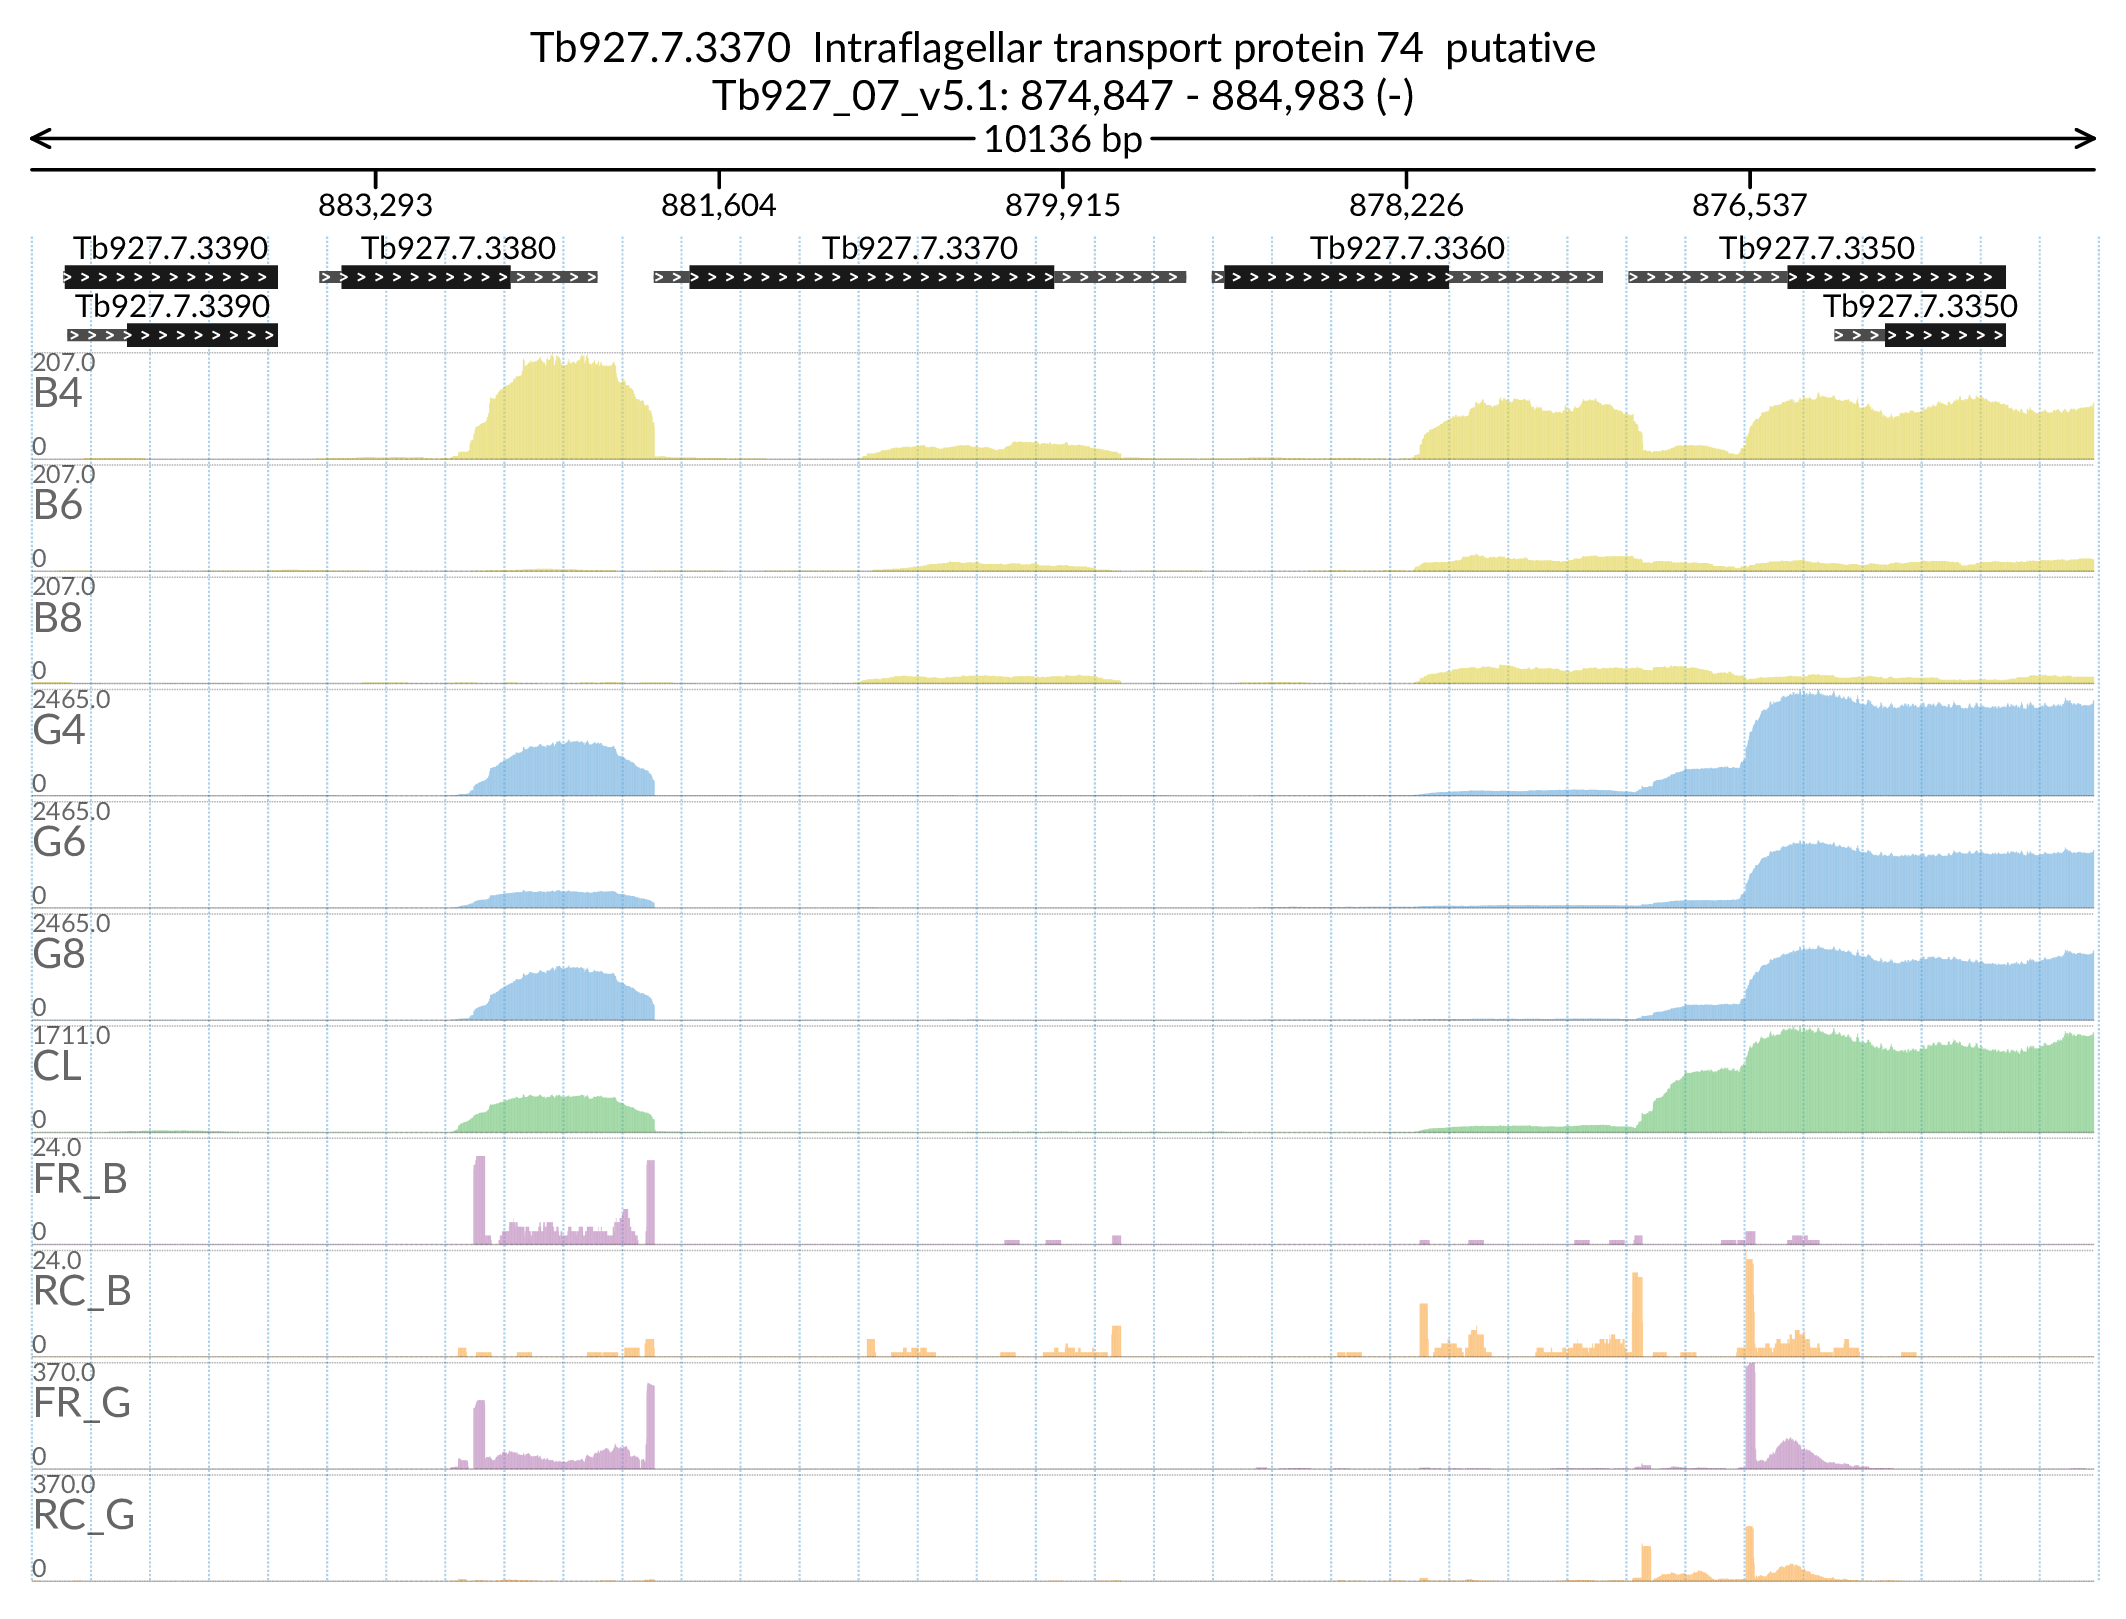 Tb927.7.3370  Intraflagellar transport protein 74  putative
Tb927_07_v5.1: 874,847 - 884,983 (-)
10136 bp
883,293 881,604 879,915 878,226 876,537
Tb927.7.3390 Tb927.7.3380 Tb927.7.3370 Tb927.7.3360 Tb927.7.3350
Tb927.7.3390 Tb927.7.3350
207.0
B4
0
207.0
B6
0
207.0
B8
0
2465.0
G4
0
2465.0
G6
0
2465.0
G8
0
1711.0
CL
0
24.0
FR_B
0
24.0
RC_B
0
370.0
FR_G
0
370.0
RC_G
0